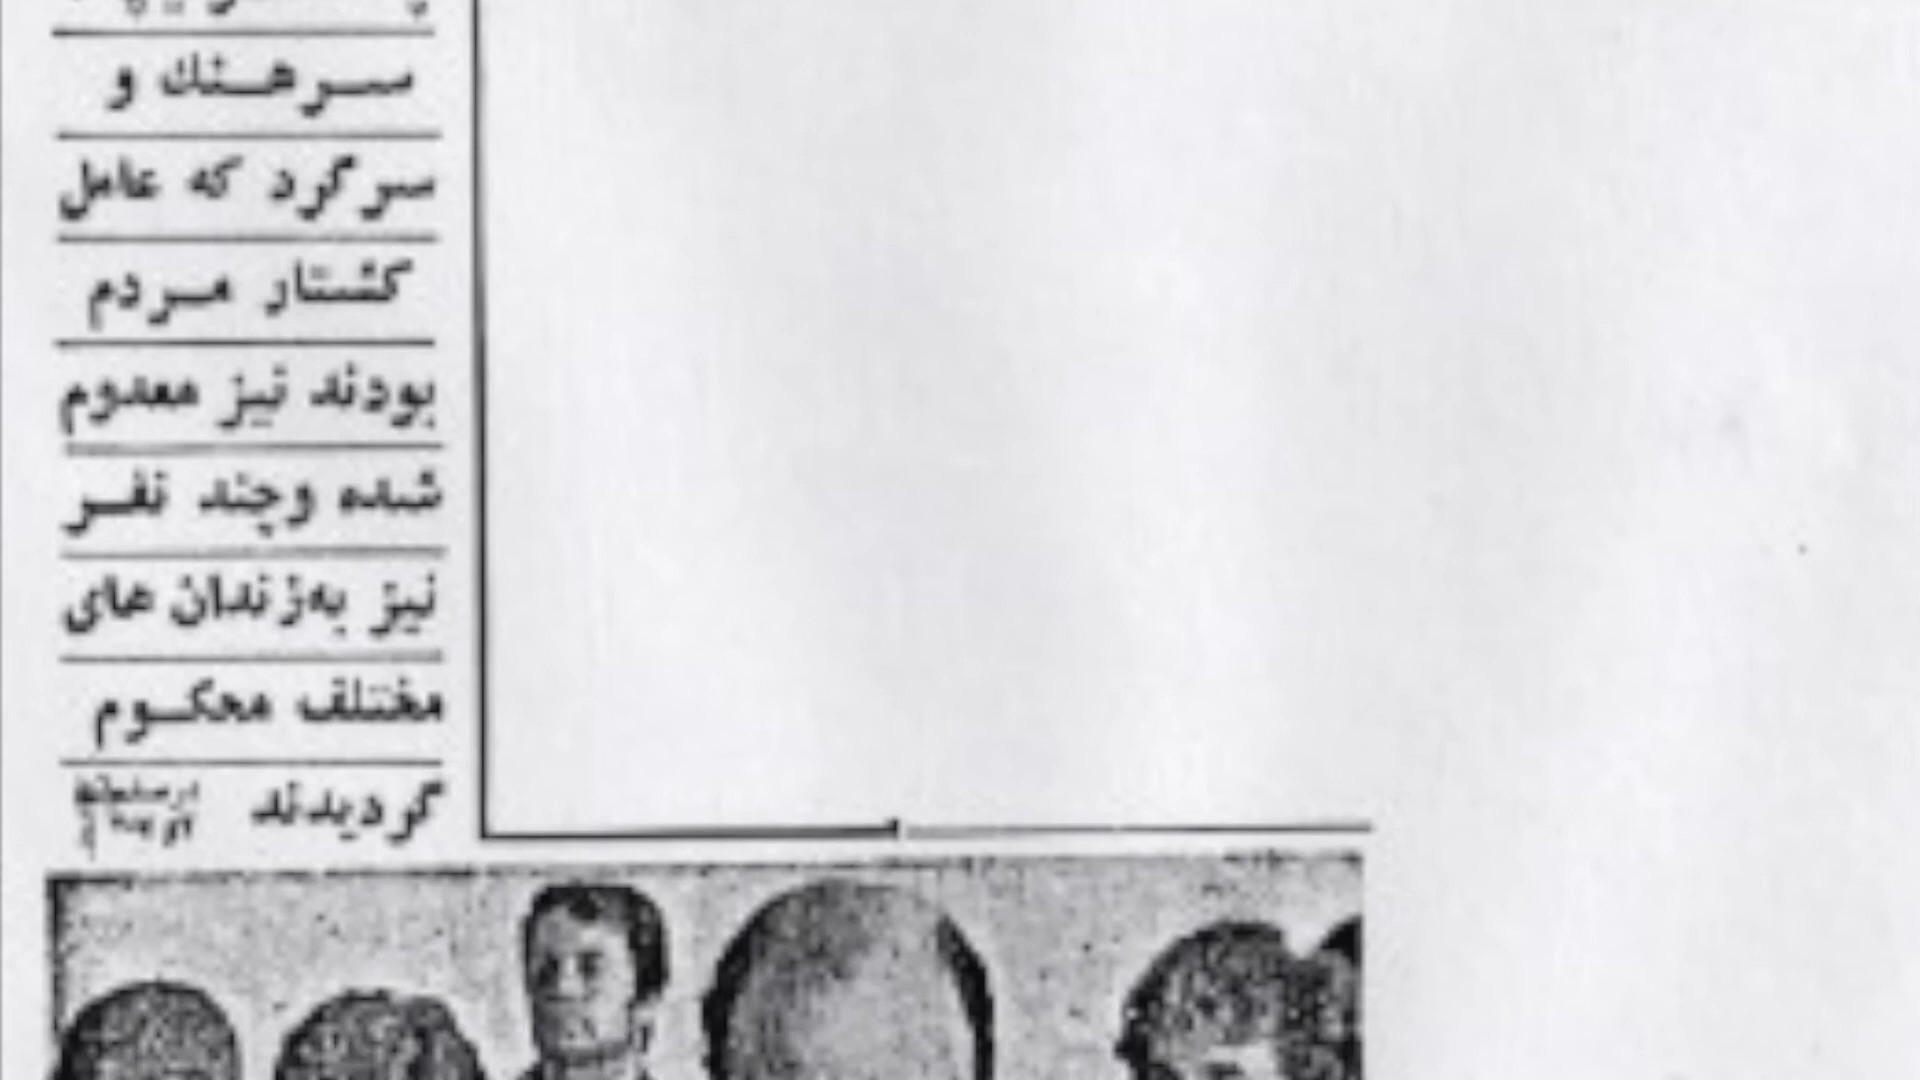 سرهنك و
سرگرد که عامل
کشتار مردم
بودند نیز معدوم
شده وچند نفر
نیز به‌زندان های
مختلف محکوم
گردیدند